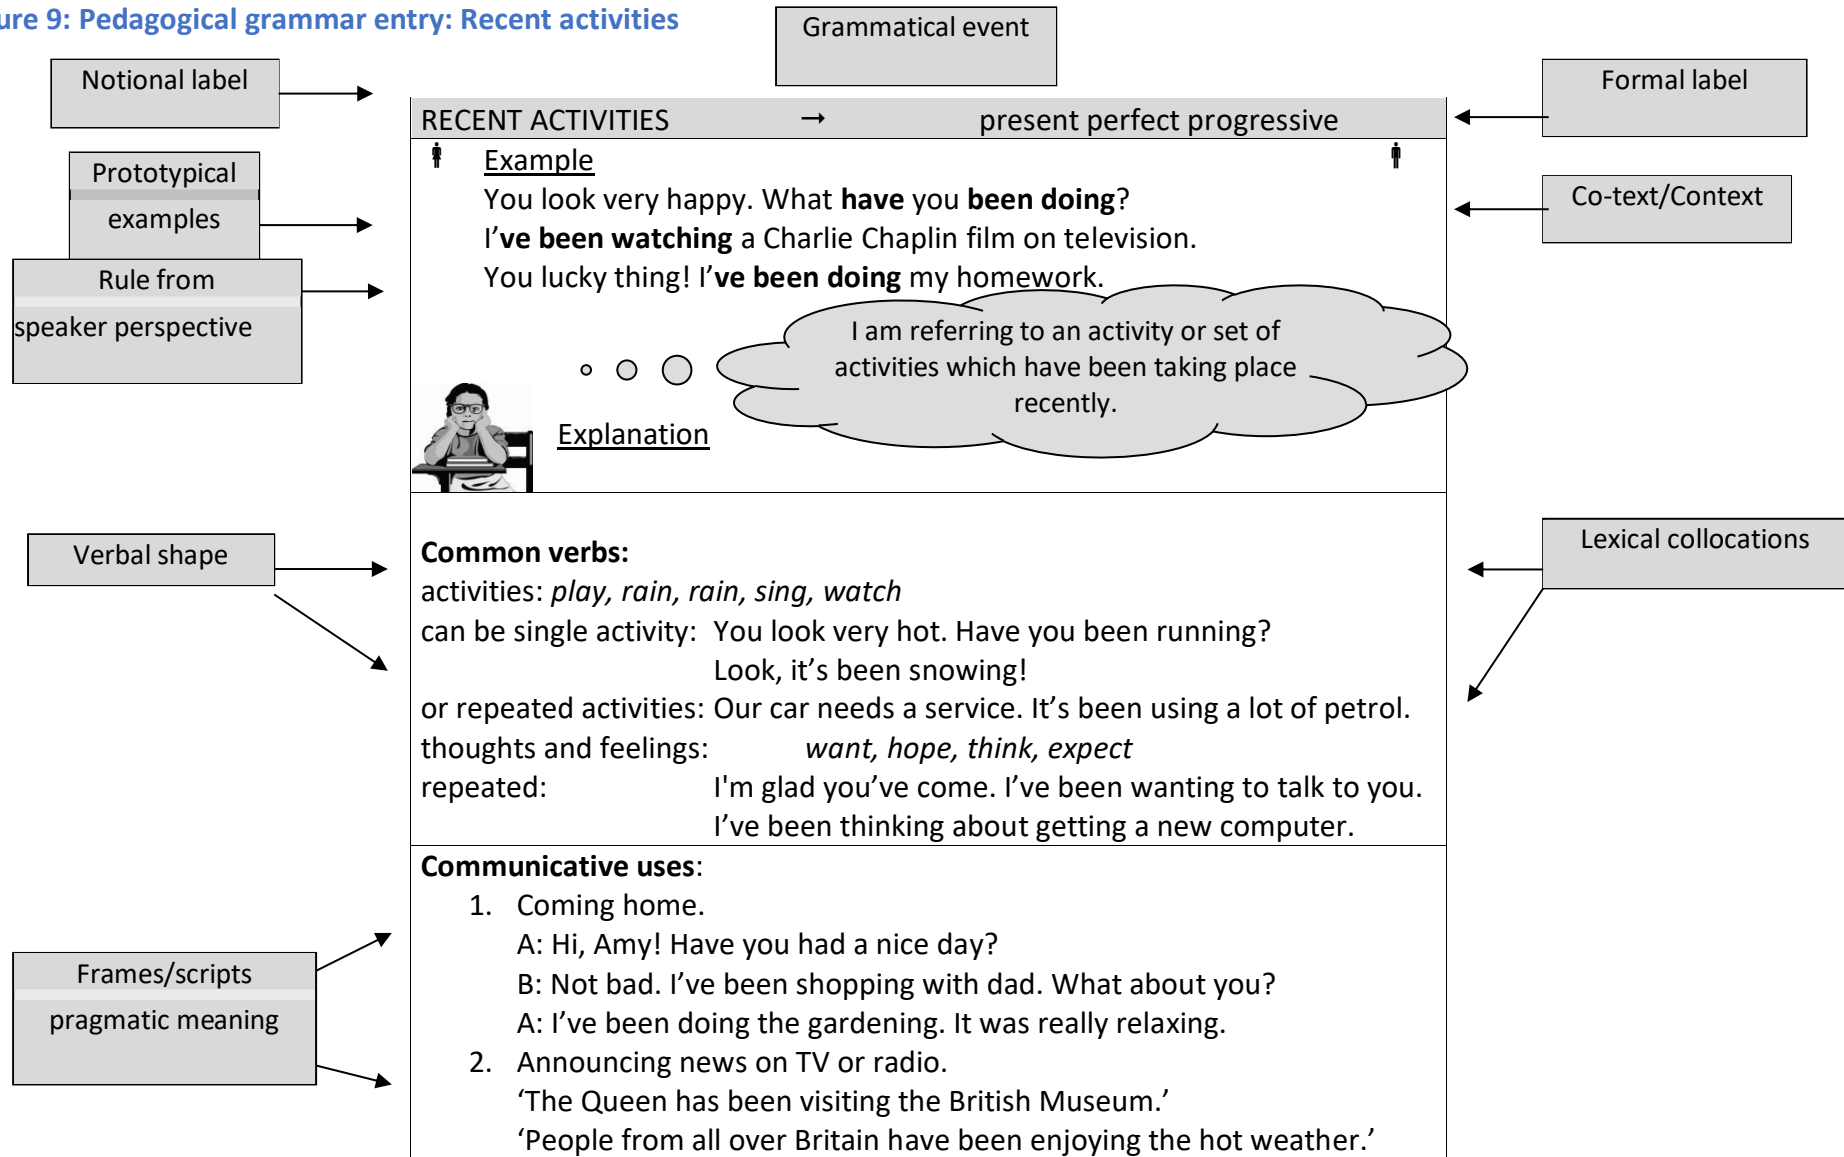 ure 9: Pedagogical grammar entry: Recent activities
Grammatical event
Notional label
Formal label
RECENT ACTIVITIES → present perfect progressive
Prototypical
examples
Example
Co-text/Context
You look very happy. What have you been doing?
I've been watching a Charlie Chaplin film on television.
You lucky thing! I've been doing my homework.
Rule from
speaker perspective
I am referring to an activity or set of
activities which have been taking place
recently.
Explanation
Verbal shape
Lexical collocations
Common verbs:
activities: play, rain, rain, sing, watch
can be single activity: You look very hot. Have you been running?
Look, it's been snowing!
or repeated activities: Our car needs a service. It's been using a lot of petrol.
thoughts and feelings: want, hope, think, expect
repeated: I'm glad you've come. I've been wanting to talk to you.
I've been thinking about getting a new computer.
Communicative uses:
1. Coming home.
A: Hi, Amy! Have you had a nice day?
B: Not bad. I've been shopping with dad. What about you?
A: I've been doing the gardening. It was really relaxing.
Frames/scripts
pragmatic meaning
2. Announcing news on TV or radio.
‘The Queen has been visiting the British Museum.’
‘People from all over Britain have been enjoying the hot weather.’